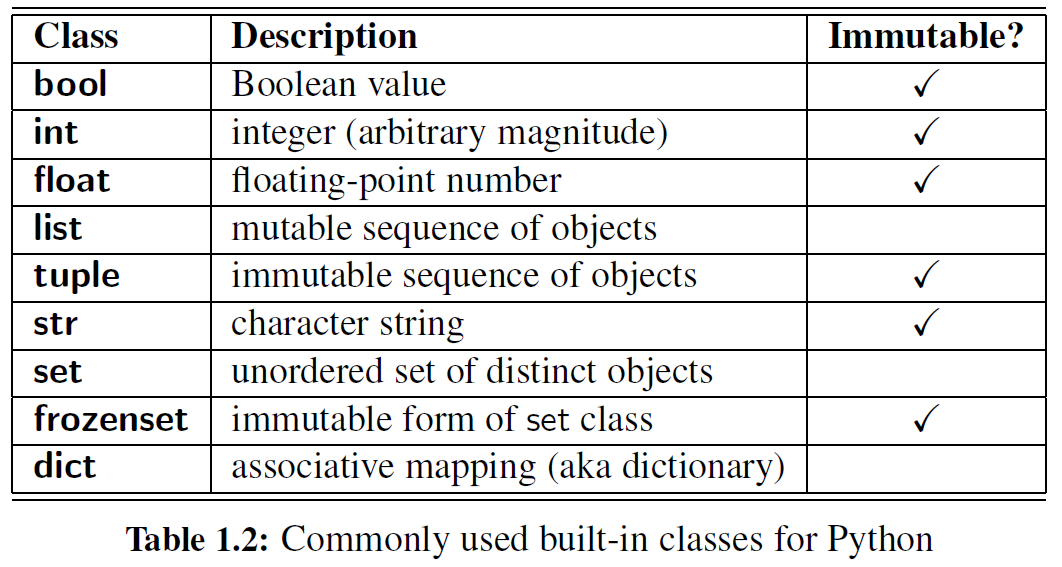 Class Description Immutable?
bool Boolean value ✓
int integer (arbitrary magnitude) ✓
float floating-point number ✓
list mutable sequence of objects
tuple immutable sequence of objects ✓
str character string ✓
set unordered set of distinct objects
frozenset immutable form of set class ✓
dict associative mapping (aka dictionary)
Table 1.2: Commonly used built-in classes for Python